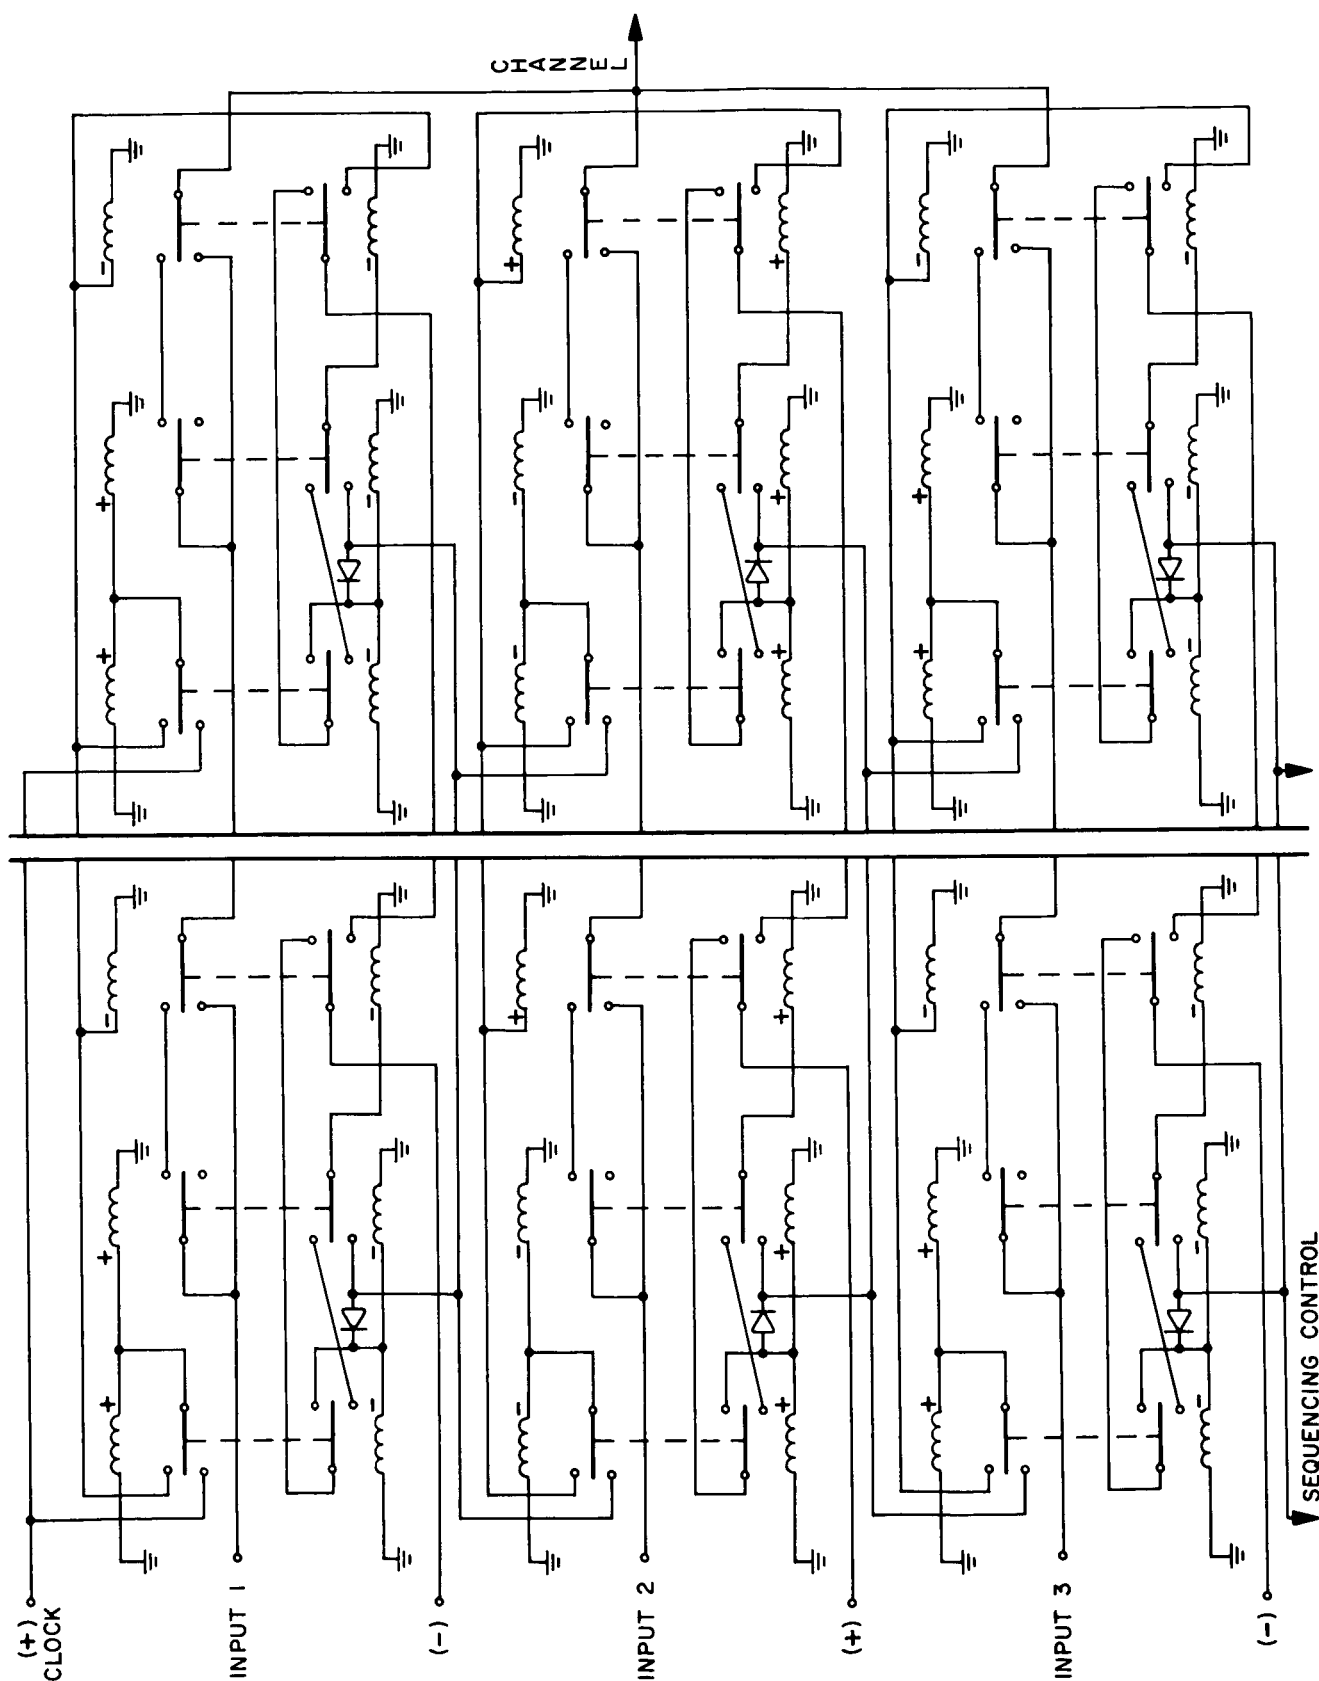 CHANNEL
(+)
CLOCK
INPUT 1
(-)
INPUT 2
(+)
INPUT 3
(-)
SEQUENCING CONTROL